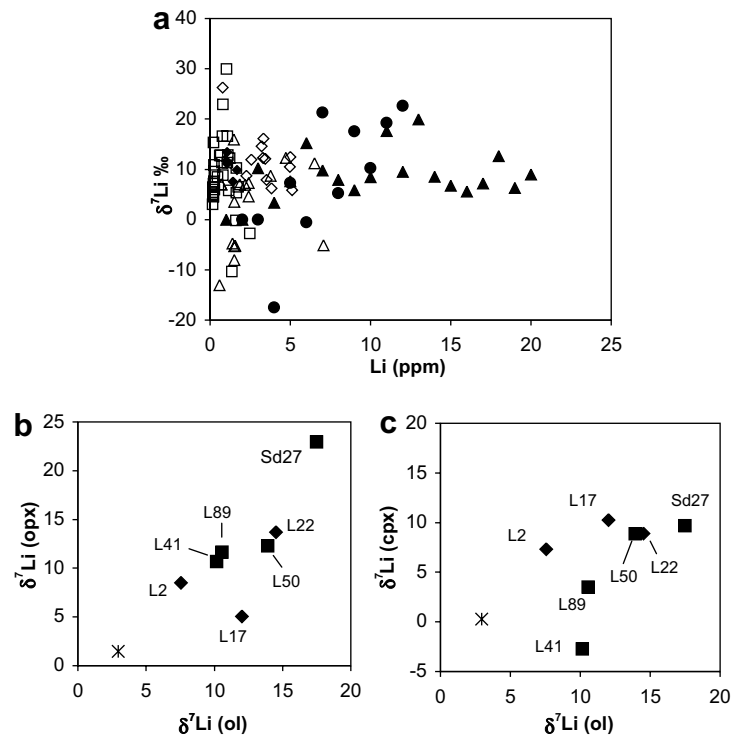 a
40
30
20
10
0
-10
-20
δ⁷Li ‰
0 5 10 15 20 25
Li (ppm)
b
25
20
15
10
5
0
δ⁷Li (opx)
Sd27
L89
L22
L41
L50
L2
L17
0 5 10 15 20
δ⁷Li (ol)
c
20
15
10
5
0
-5
δ⁷Li (cpx)
L17
Sd27
L2
L50
L22
L89
L41
0 5 10 15 20
δ⁷Li (ol)